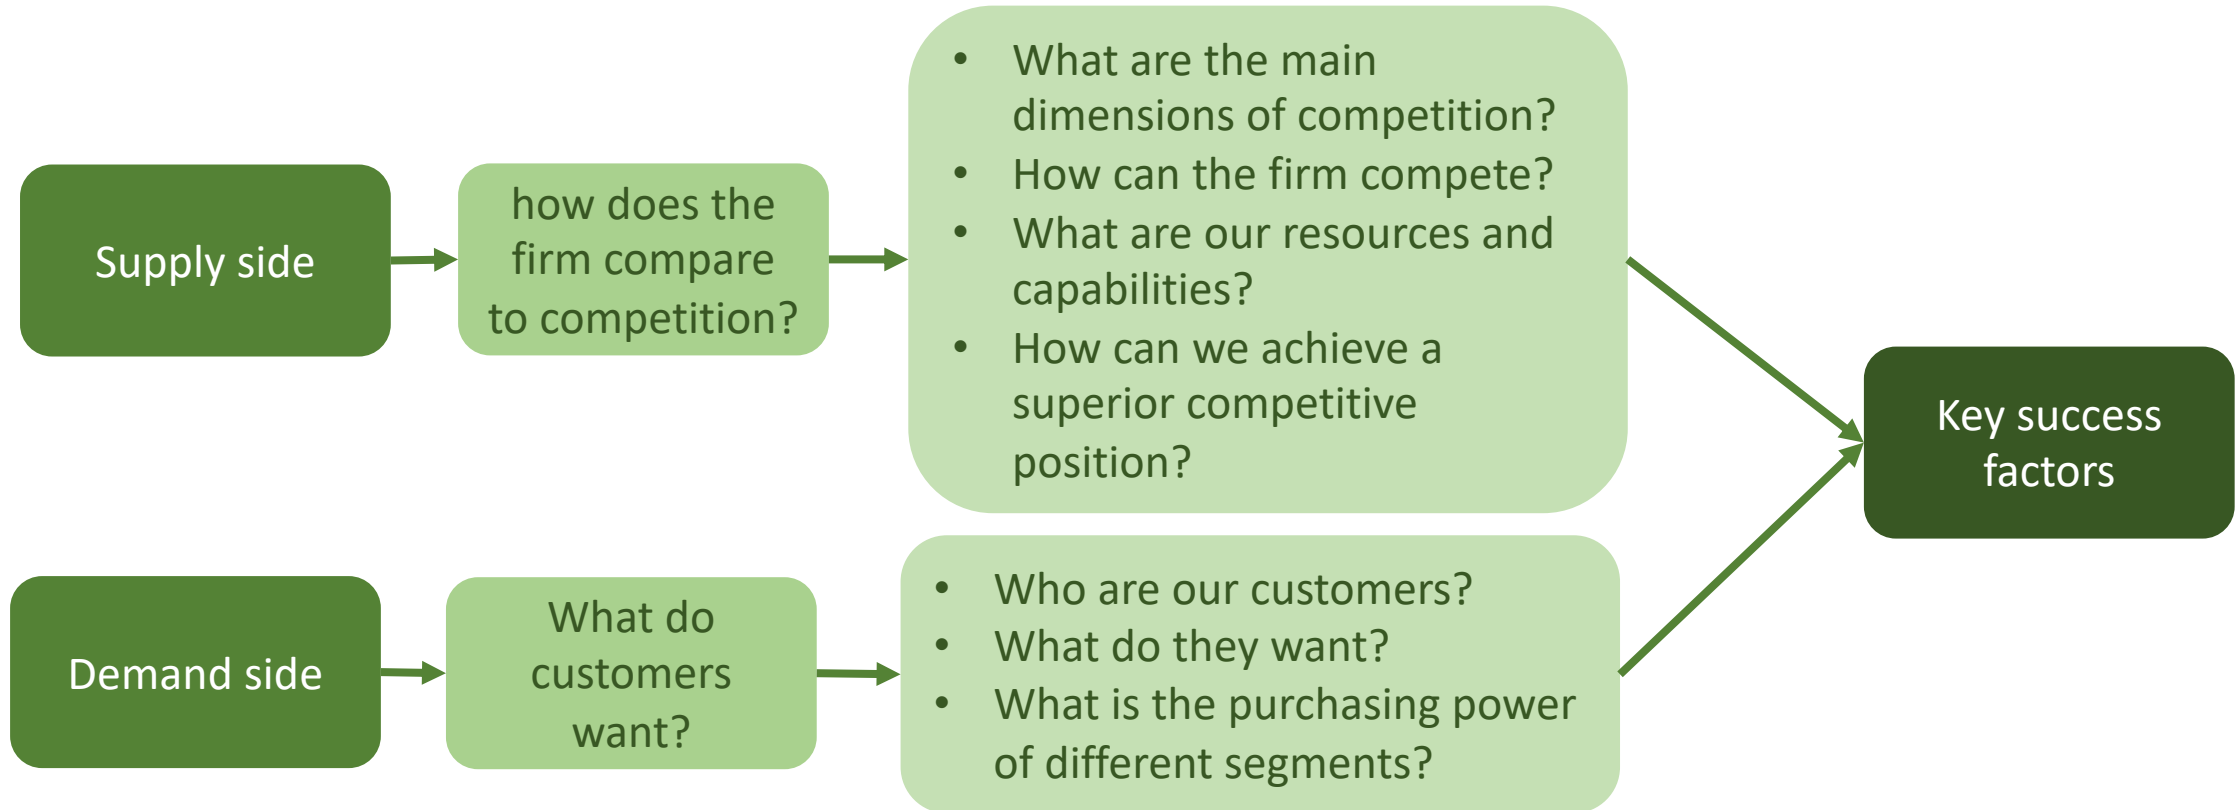 Supply side
how does the
firm compare
to competition?
• What are the main
dimensions of competition?
• How can the firm compete?
• What are our resources and
capabilities?
• How can we achieve a
superior competitive
position?
Demand side
What do
customers
want?
• Who are our customers?
• What do they want?
• What is the purchasing power
of different segments?
Key success
factors